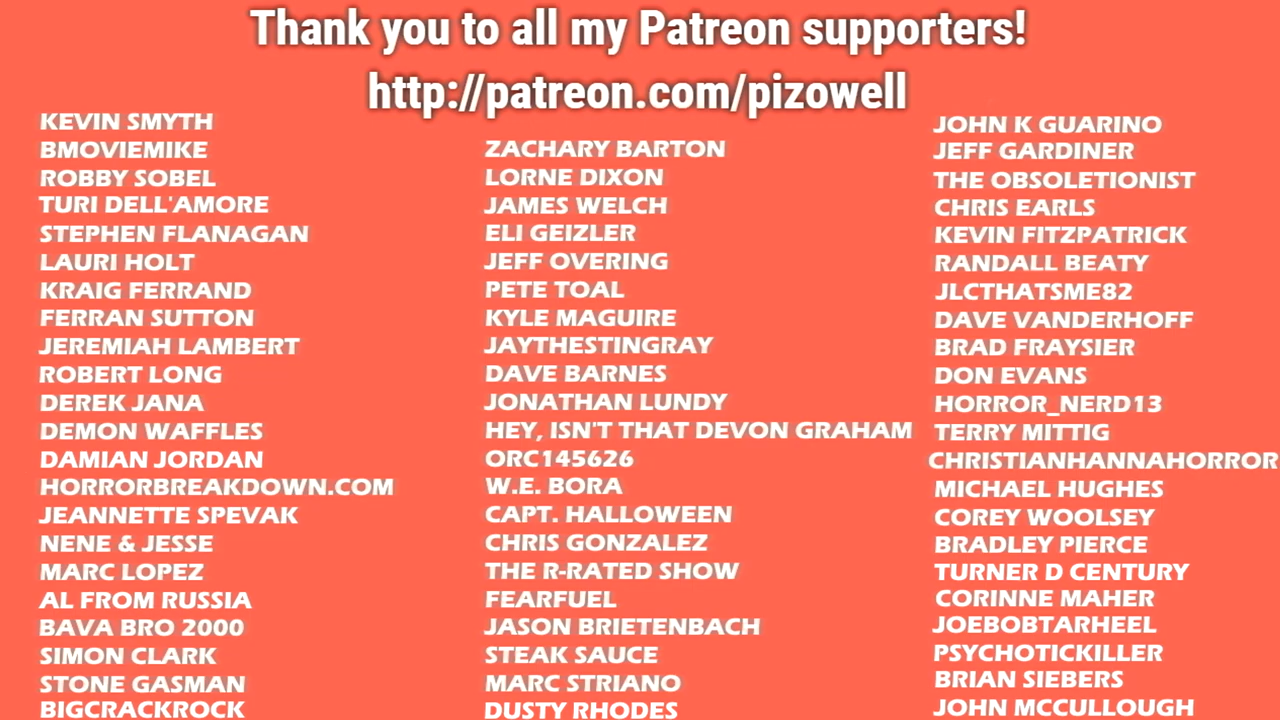 Thank you to all my Patreon supporters!
http://patreon.com/pizowell
KEVIN SMYTH
BMOVIEMIKE
ROBBY SOBEL
TURI DELL'AMORE
STEPHEN FLANAGAN
LAURI HOLT
KRAIG FERRAND
FERRAN SUTTON
JEREMIAH LAMBERT
ROBERT LONG
DEREK JANA
DEMON WAFFLES
DAMIAN JORDAN
HORRORBREAKDOWN.COM
JEANNETTE SPEVAK
NENE & JESSE
MARC LOPEZ
AL FROM RUSSIA
BAVA BRO 2000
SIMON CLARK
STONE GASMAN
BIGCRACKROCK
ZACHARY BARTON
LORNE DIXON
JAMES WELCH
ELI GEIZLER
JEFF OVERING
PETE TOAL
KYLE MAGUIRE
JAYTHESTINGRAY
DAVE BARNES
JONATHAN LUNDY
HEY, ISN'T THAT DEVON GRAHAM
ORC145626
W.E. BORA
CAPT. HALLOWEEN
CHRIS GONZALEZ
THE R-RATED SHOW
FEARFUEL
JASON BRIETENBACH
STEAK SAUCE
MARC STRIANO
DUSTY RHODES
JOHN K GUARINO
JEFF GARDINER
THE OBSOLETIONIST
CHRIS EARLS
KEVIN FITZPATRICK
RANDALL BEATY
JLCTHATSME82
DAVE VANDERHOFF
BRAD FRAYSIER
DON EVANS
HORROR_NERD13
TERRY MITTIG
CHRISTIANHANNAHORROR
MICHAEL HUGHES
COREY WOOLSEY
BRADLEY PIERCE
TURNER D CENTURY
CORINNE MAHER
JOEBOBTARHEEL
PSYCHOTICKILLER
BRIAN SIEBERS
JOHN MCCULLOUGH